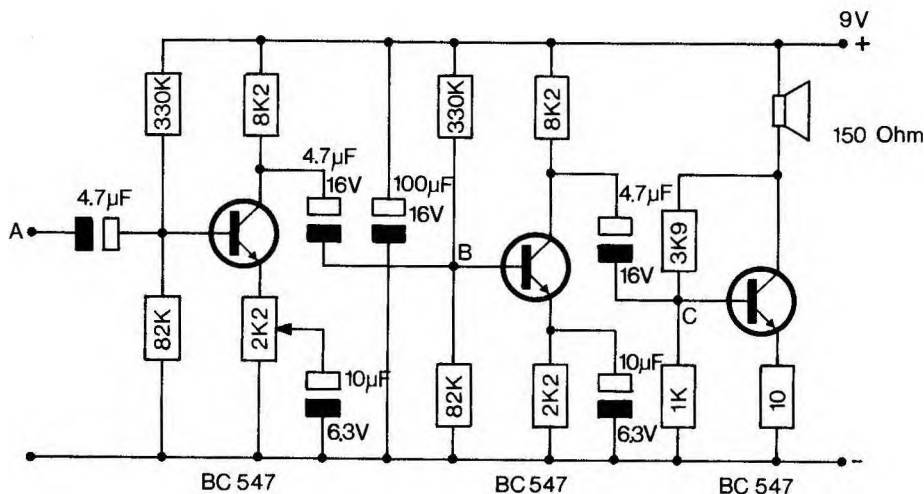 9V
+
330K
8K2
4.7µF
16V
100µF
16V
330K
8K2
4.7µF
16V
3K9
150 Ohm
4.7µF
A
B
C
82K
2K2
10µF
6.3V
82K
2K2
10µF
6.3V
1K
10
-
BC 547
BC 547
BC 547